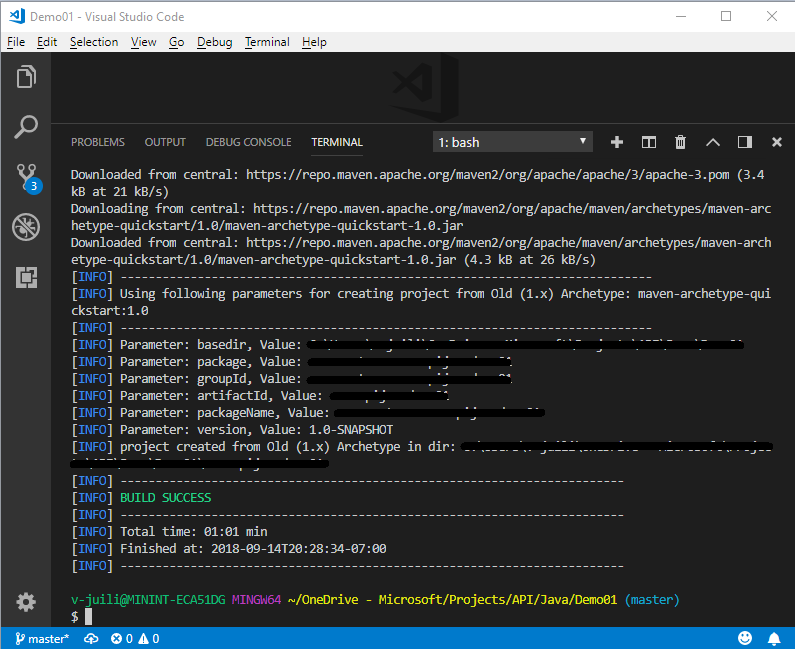 Demo01 - Visual Studio Code
File Edit Selection View Go Debug Terminal Help
PROBLEMS OUTPUT DEBUG CONSOLE TERMINAL 1: bash
Downloaded from central: https://repo.maven.apache.org/maven2/org/apache/apache/3/apache-3.pom (3.4
kB at 21 kB/s)
Downloading from central: https://repo.maven.apache.org/maven2/org/apache/maven/archetypes/maven-arc
hetype-quickstart/1.0/maven-archetype-quickstart-1.0.jar
Downloaded from central: https://repo.maven.apache.org/maven2/org/apache/maven/archetypes/maven-arch
etype-quickstart/1.0/maven-archetype-quickstart-1.0.jar (4.3 kB at 26 kB/s)
[INFO] ----------------------------------------------------------------------------
[INFO] Using following parameters for creating project from Old (1.x) Archetype: maven-archetype-qui
ckstart:1.0
[INFO] ----------------------------------------------------------------------------
[INFO] Parameter: basedir, Value:
[INFO] Parameter: package, Value:
[INFO] Parameter: groupId, Value:
[INFO] Parameter: artifactId, Value:
[INFO] Parameter: packageName, Value:
[INFO] Parameter: version, Value: 1.0-SNAPSHOT
[INFO] project created from Old (1.x) Archetype in dir:
[INFO] ------------------------------------------------------------------------
[INFO] BUILD SUCCESS
[INFO] ------------------------------------------------------------------------
[INFO] Total time: 01:01 min
[INFO] Finished at: 2018-09-14T20:28:34-07:00
[INFO] ------------------------------------------------------------------------
3
v-juili@MININT-ECA51DG MINGW64 ~/OneDrive - Microsoft/Projects/API/Java/Demo01 (master)
$
master* 0 0